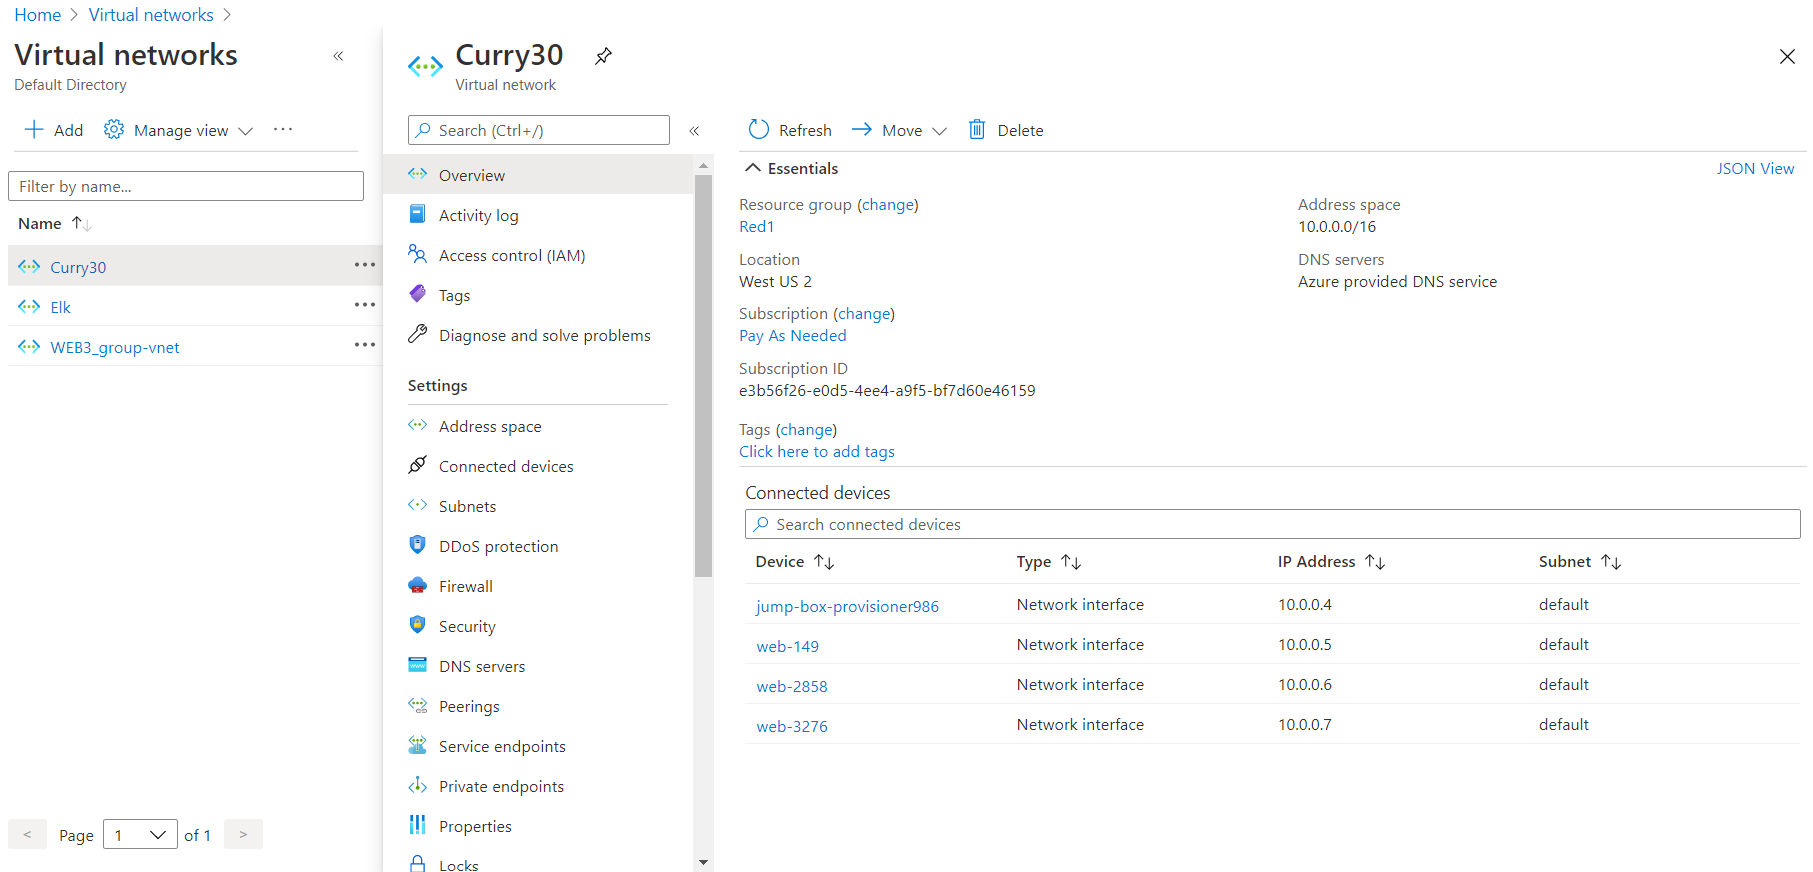 Home > Virtual networks >
Virtual networks «
Default Directory
Add Manage view ···
Filter by name...
Name ↑↓
Curry30 ···
Elk ···
WEB3_group-vnet ···
< Page 1 of 1 >
Curry30
Virtual network
Search (Ctrl+/) «
Overview
Activity log
Access control (IAM)
Tags
Diagnose and solve problems
Settings
Address space
Connected devices
Subnets
DDoS protection
Firewall
Security
DNS servers
Peerings
Service endpoints
Private endpoints
Properties
Locks
Refresh Move Delete
Essentials JSON View
Resource group (change)
Red1
Location
West US 2
Subscription (change)
Pay As Needed
Subscription ID
e3b56f26-e0d5-4ee4-a9f5-bf7d60e46159
Tags (change)
Click here to add tags
Address space
10.0.0.0/16
DNS servers
Azure provided DNS service
Connected devices
Search connected devices
Device ↑↓ Type ↑↓ IP Address ↑↓ Subnet ↑↓
jump-box-provisioner986 Network interface 10.0.0.4 default
web-149 Network interface 10.0.0.5 default
web-2858 Network interface 10.0.0.6 default
web-3276 Network interface 10.0.0.7 default